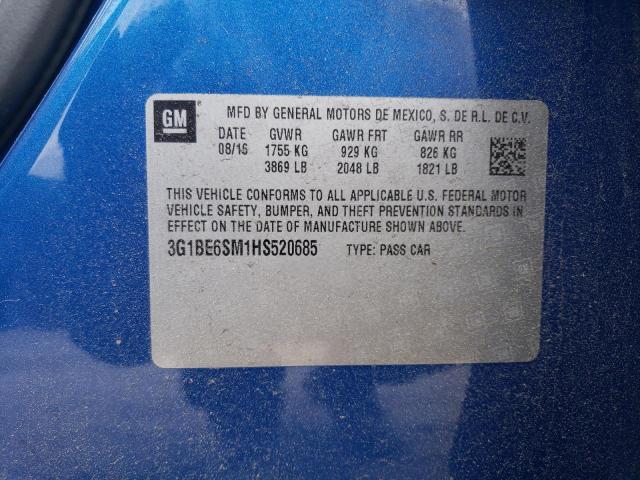 GM
MFD BY GENERAL MOTORS DE MEXICO, S. DE R.L. DE C.V.
DATE GVWR GAWR FRT GAWR RR
08/16 1755 KG 929 KG 826 KG
3869 LB 2048 LB 1821 LB
THIS VEHICLE CONFORMS TO ALL APPLICABLE U.S. FEDERAL MOTOR
VEHICLE SAFETY, BUMPER, AND THEFT PREVENTION STANDARDS IN
EFFECT ON THE DATE OF MANUFACTURE SHOWN ABOVE.
3G1BE6SM1HS520685 TYPE: PASS CAR